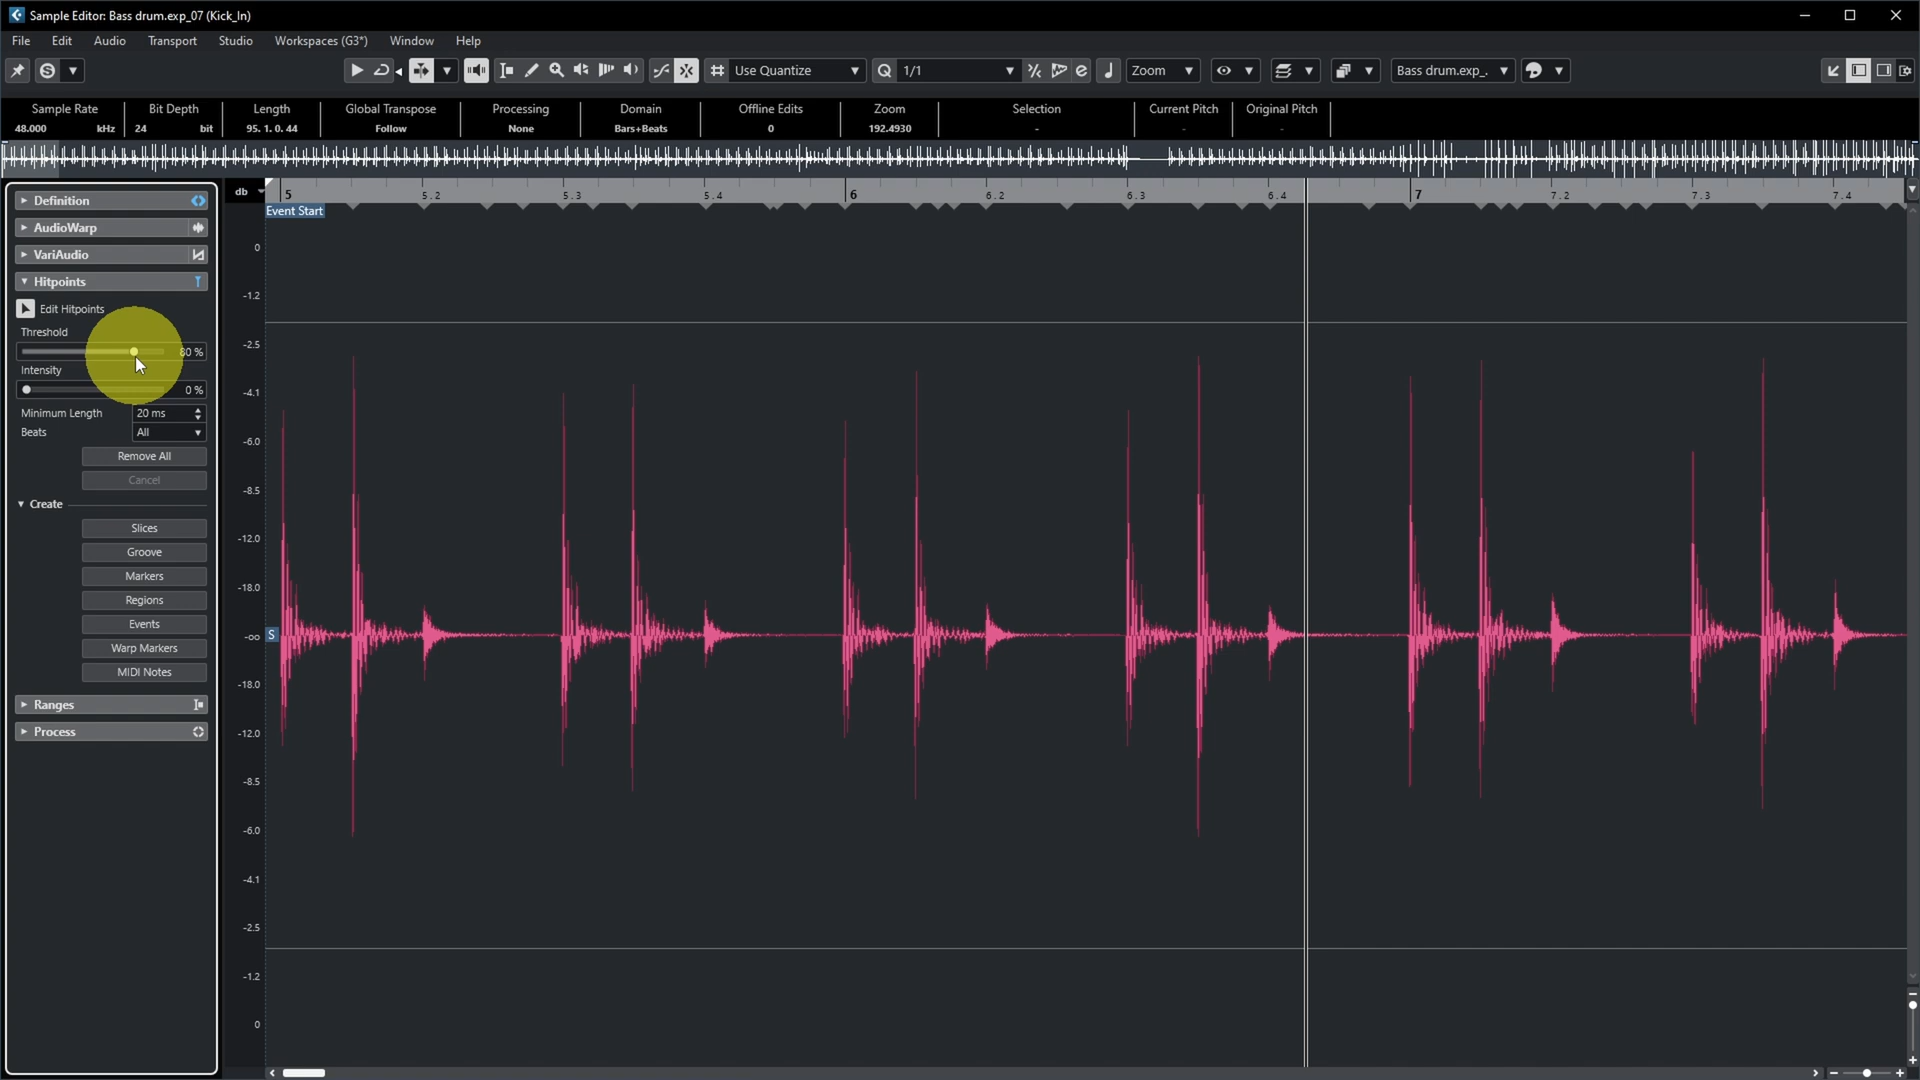 Sample Editor: Bass drum.exp_07 (Kick_In)
File Edit Audio Transport Studio Workspaces (G3*) Window Help
Use Quantize 1/1 Zoom Bass drum.exp_.
Sample Rate Bit Depth Length Global Transpose Processing Domain Offline Edits Zoom Selection Current Pitch Original Pitch
48.000 kHz 24 bit 95. 1. 0. 44 Follow None Bars+Beats 0 192.4930 - - -
Definition
AudioWarp
VariAudio
Hitpoints
Edit Hitpoints
Threshold
80 %
Intensity
0 %
Minimum Length 20 ms
Beats All
Remove All
Cancel
Create
Slices
Groove
Markers
Regions
Events
Warp Markers
MIDI Notes
Ranges
Process
db 5 5.2 5.3 5.4 6 6.2 6.3 6.4 7 7.2 7.3 7.4
Event Start
0
-1.2
-2.5
-4.1
-6.0
-8.5
-12.0
-18.0
-oo S
-18.0
-12.0
-8.5
-6.0
-4.1
-2.5
-1.2
0